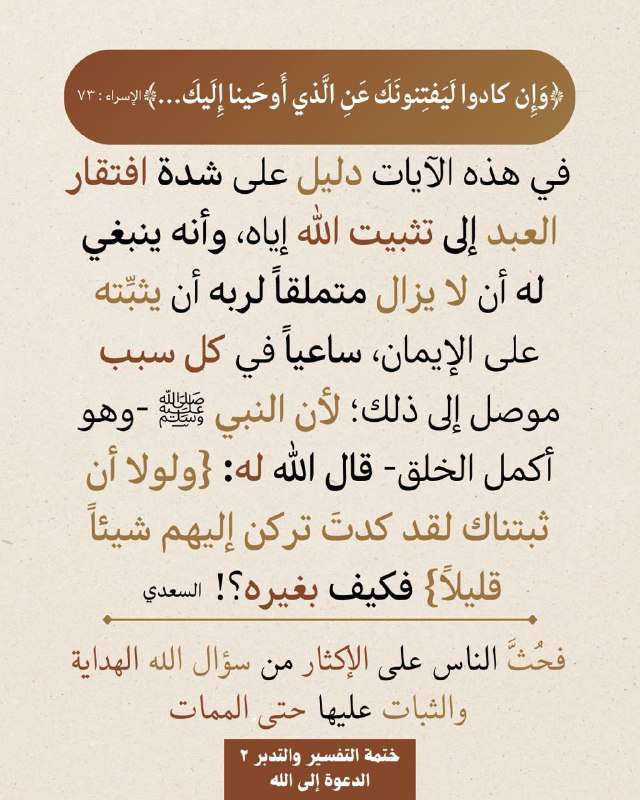 ﴿وَإِن كادوا لَيَفتِنونَكَ عَنِ الَّذي أَوحَينا إِلَيكَ...﴾ الإسراء : ٧٣
في هذه الآيات دليل على شدة افتقار
العبد إلى تثبيت الله إياه، وأنه ينبغي
له أن لا يزال متملقاً لربه أن يثبِّته
على الإيمان، ساعياً في كل سبب
موصل إلى ذلك؛ لأن النبي ﷺ -وهو
أكمل الخلق- قال الله له: {ولولا أن
ثبتناك لقد كدتَ تركن إليهم شيئاً
قليلاً} فكيف بغيره؟! السعدي
فحُثَّ الناس على الإكثار من سؤال الله الهداية
والثبات عليها حتى الممات
ختمة التفسير والتدبر ٢
الدعوة إلى الله